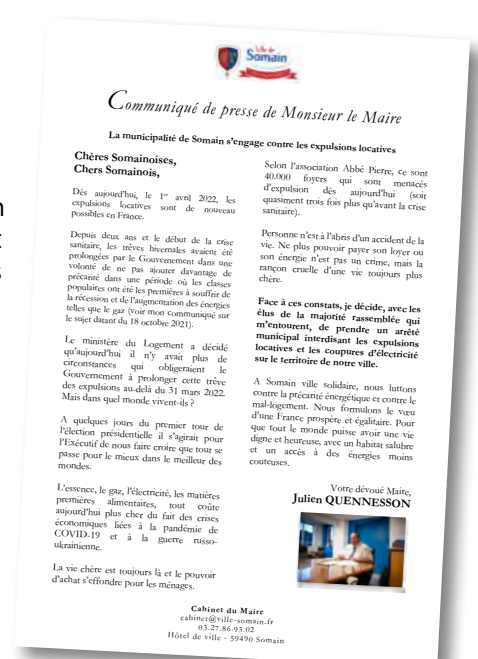 Ville de
Somain
Communiqué de presse de Monsieur le Maire
La municipalité de Somain s'engage contre les expulsions locatives
Chères Somainoises,
Chers Somainois,
Dès aujourd'hui, le 1er avril 2022, les
expulsions locatives sont de nouveau
possibles en France.
Depuis deux ans et le début de la crise
sanitaire, les trêves hivernales avaient été
prolongées par le Gouvernement dans une
volonté de ne pas ajouter davantage de
précarité dans une période où les classes
populaires ont été les premières à souffrir de
la récession et de l'augmentation des énergies
telles que le gaz (voir mon communiqué sur
le sujet datant du 18 octobre 2021).
Le ministère du Logement a décidé
qu'aujourd'hui il n'y avait plus de
circonstances qui obligeraient le
Gouvernement à prolonger cette trêve
des expulsions au-delà du 31 mars 2022.
Mais dans quel monde vivent-ils ?
A quelques jours du premier tour de
l'élection présidentielle il s'agirait pour
l'Exécutif de nous faire croire que tout se
passe pour le mieux dans le meilleur des
mondes.
L'essence, le gaz, l'électricité, les matières
premières alimentaires, tout coûte
aujourd'hui plus cher du fait des crises
économiques liées à la pandémie de
COVID-19 et à la guerre russo-
ukrainienne.
La vie chère est toujours là et le pouvoir
d'achat s'effondre pour les ménages.
Selon l'association Abbé Pierre, ce sont
40.000 foyers qui sont menacés
d'expulsion dès aujourd'hui (soit
quasiment trois fois plus qu'avant la crise
sanitaire).
Personne n'est à l'abris d'un accident de la
vie. Ne plus pouvoir payer son loyer ou
son énergie n'est pas un crime, mais la
rançon cruelle d'une vie toujours plus
chère.
Face à ces constats, je décide, avec les
élus de la majorité rassemblée qui
m'entourent, de prendre un arrêté
municipal interdisant les expulsions
locatives et les coupures d'électricité
sur le territoire de notre ville.
A Somain ville solidaire, nous luttons
contre la précarité énergétique et contre le
mal-logement. Nous formulons le vœu
d'une France prospère et égalitaire. Pour
que tout le monde puisse avoir une vie
digne et heureuse, avec un habitat salubre
et un accès à des énergies moins
couteuses.
Votre dévoué Maire,
Julien QUENNESSON
Cabinet du Maire
cabinet@ville-somain.fr
03.27.86.93.02
Hôtel de ville - 59490 Somain